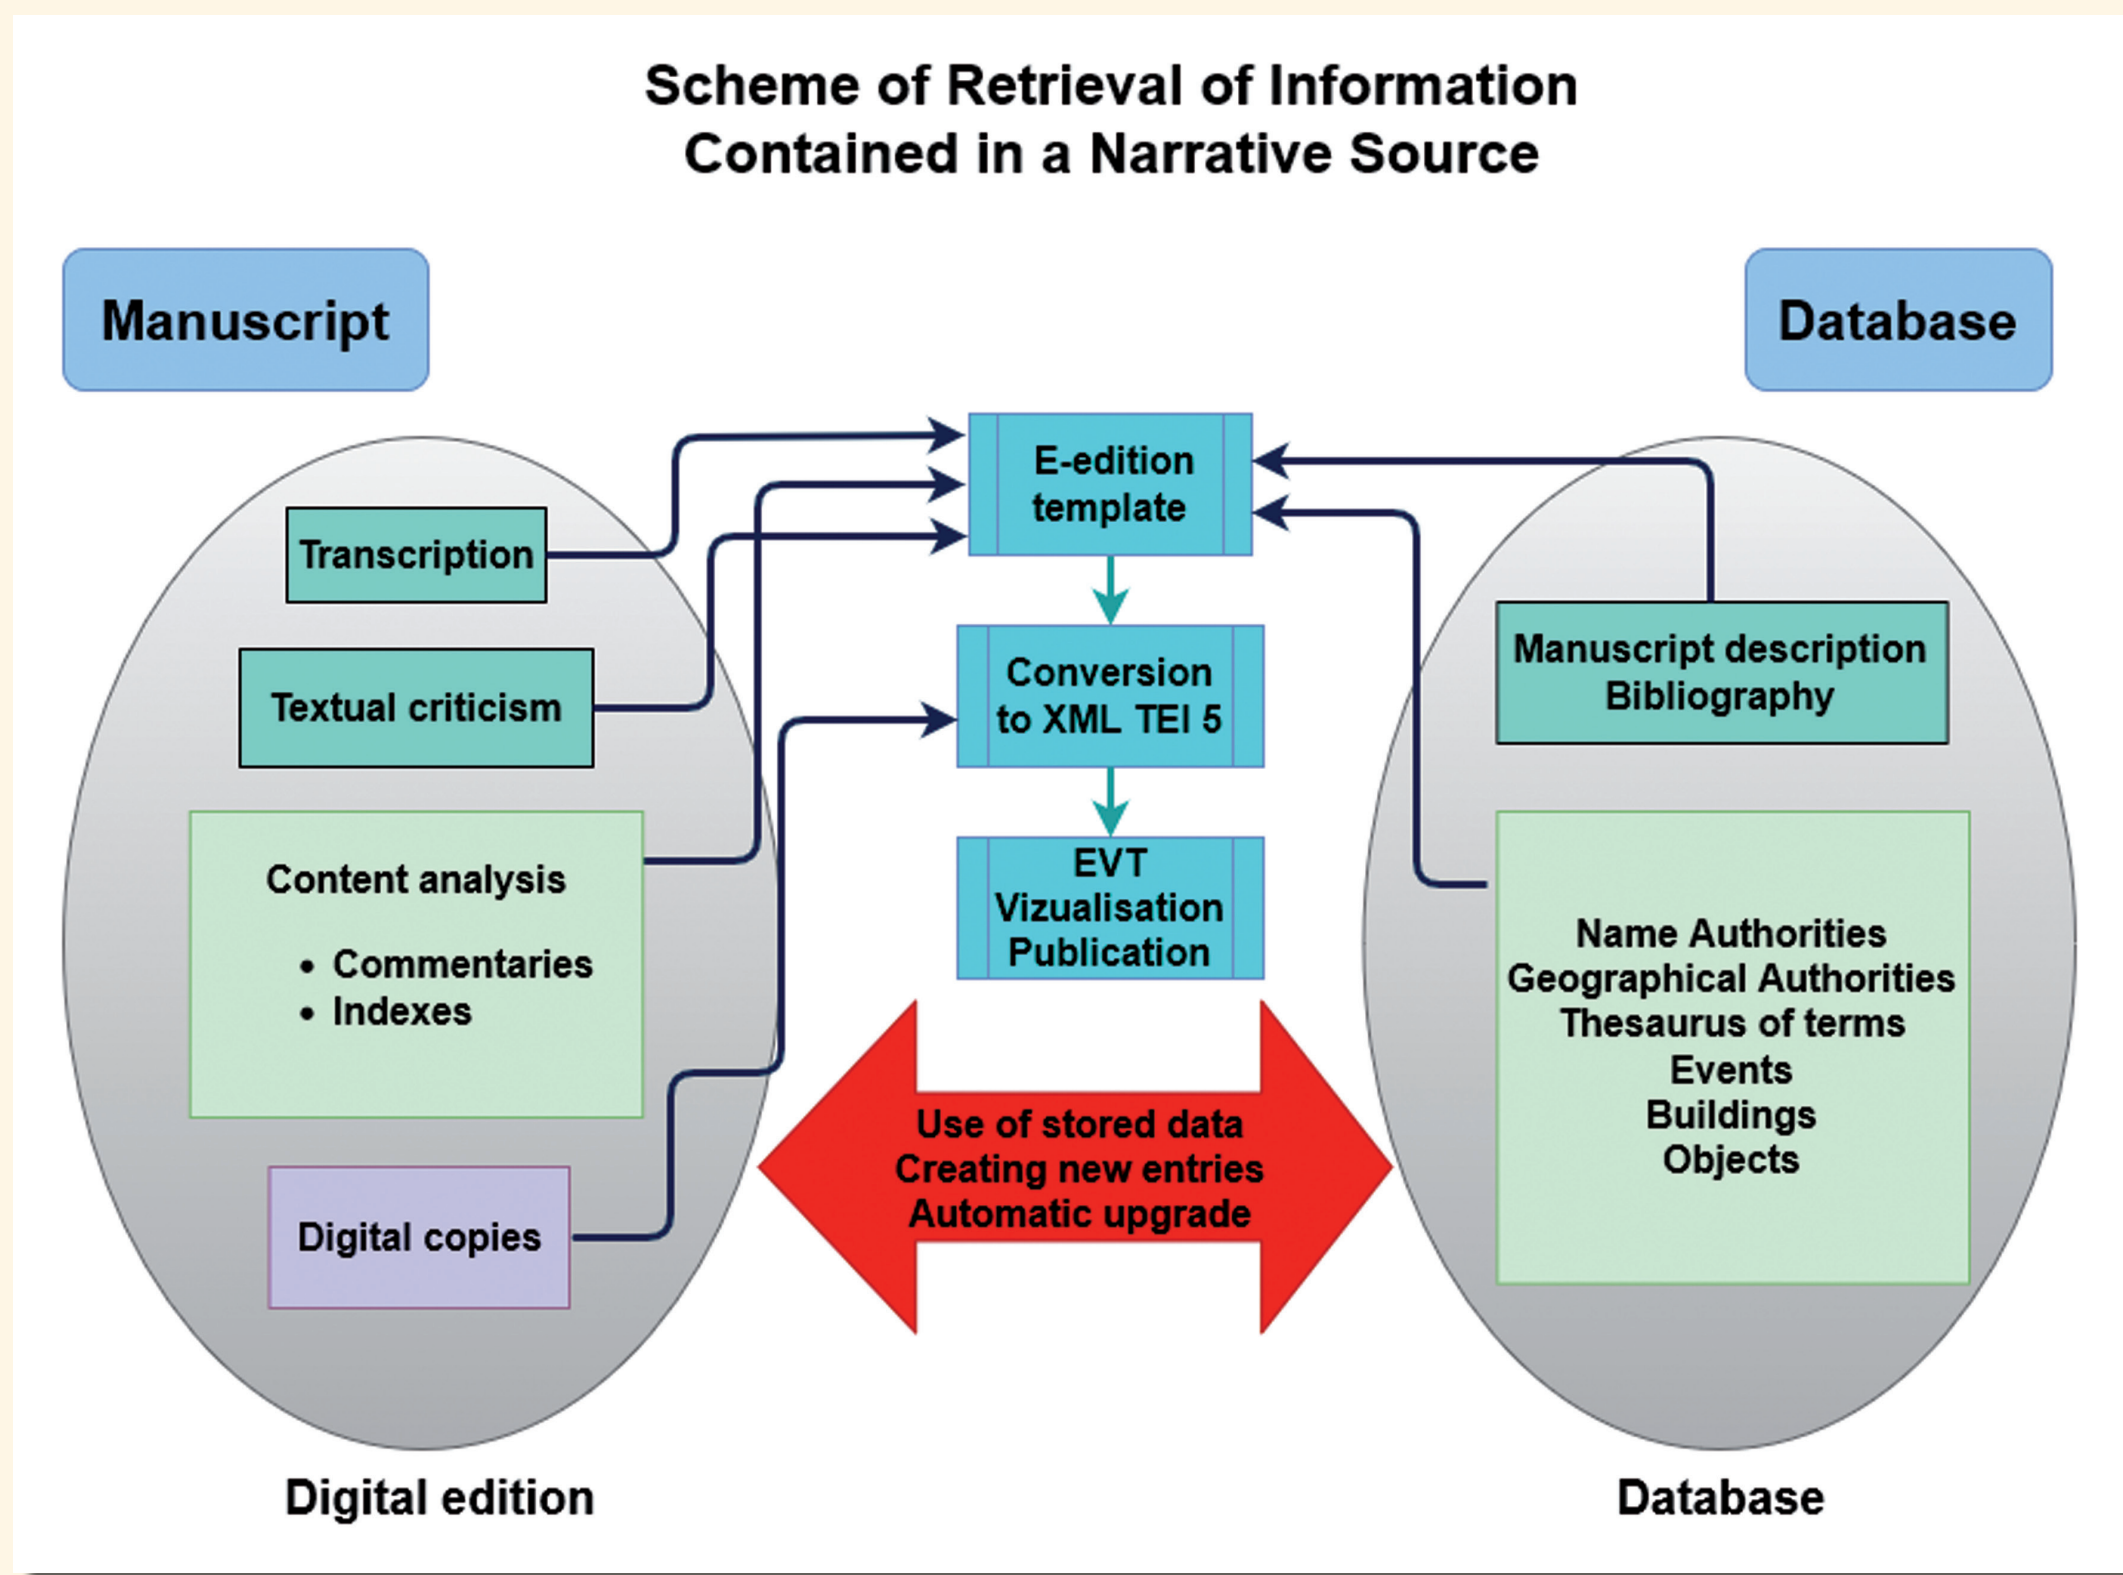 Scheme of Retrieval of Information
Contained in a Narrative Source
Manuscript
Database
Transcription
Textual criticism
Content analysis
• Commentaries
• Indexes
Digital copies
E-edition
template
Conversion
to XML TEI 5
EVT
Vizualisation
Publication
Use of stored data
Creating new entries
Automatic upgrade
Manuscript description
Bibliography
Name Authorities
Geographical Authorities
Thesaurus of terms
Events
Buildings
Objects
Digital edition
Database